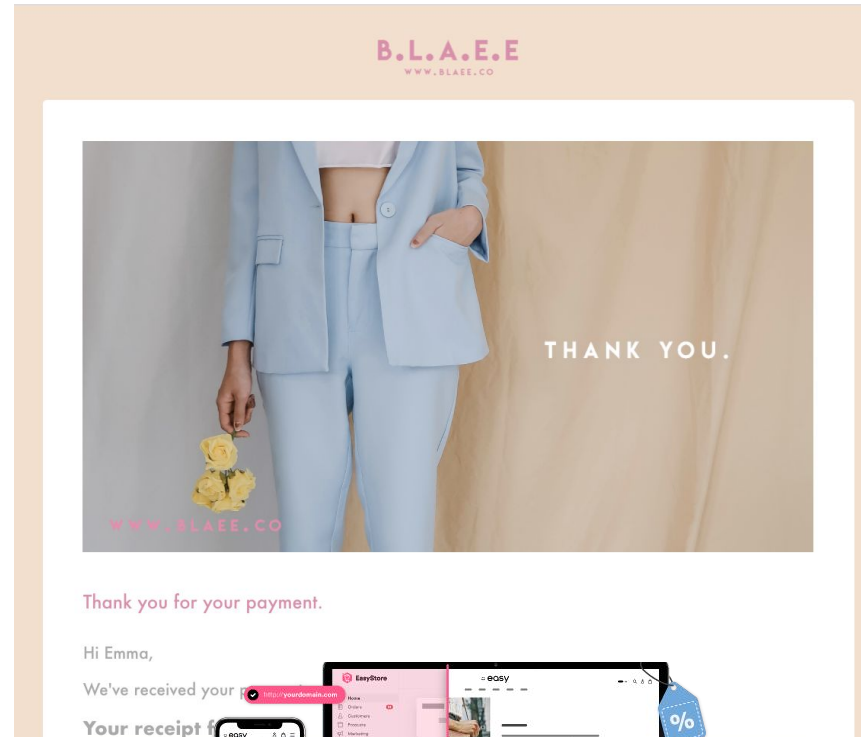 B.L.A.E.E
WWW.BLAEE.CO
THANK YOU.
WWW.BLAEE.CO
Thank you for your payment.
Hi Emma,
We've received your
Your receipt
http://yourdomain.com
EasyStore
easy
Home
Orders
Customers
Products
Marketing
easy
%